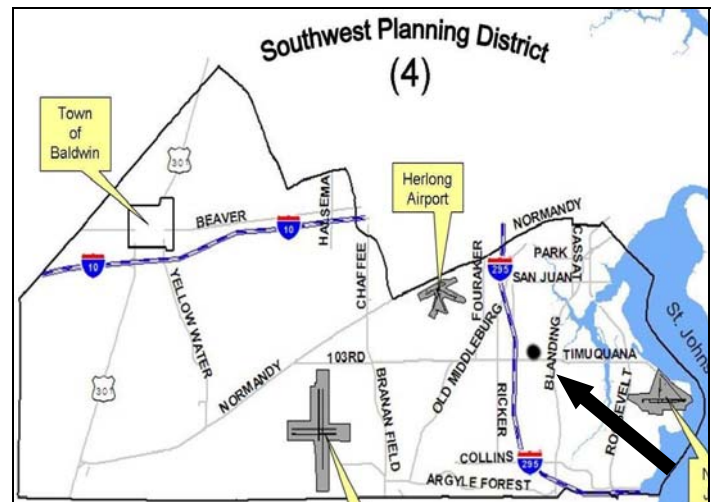 Southwest Planning District
(4)
Town
of
Baldwin
301
Herlong
Airport
BEAVER
HALSEMA
10
10
NORMANDY
CASSAT
PARK
295
SAN JUAN
FOURAKER
CHAFFEE
YELLOW WATER
St. Johns
OLD MIDDLEBURG
BLANDING
103RD
TIMUQUANA
NORMANDY
301
BRANAN FIELD
RICKER
ROOSEVELT
COLLINS
295
ARGYLE FOREST
N